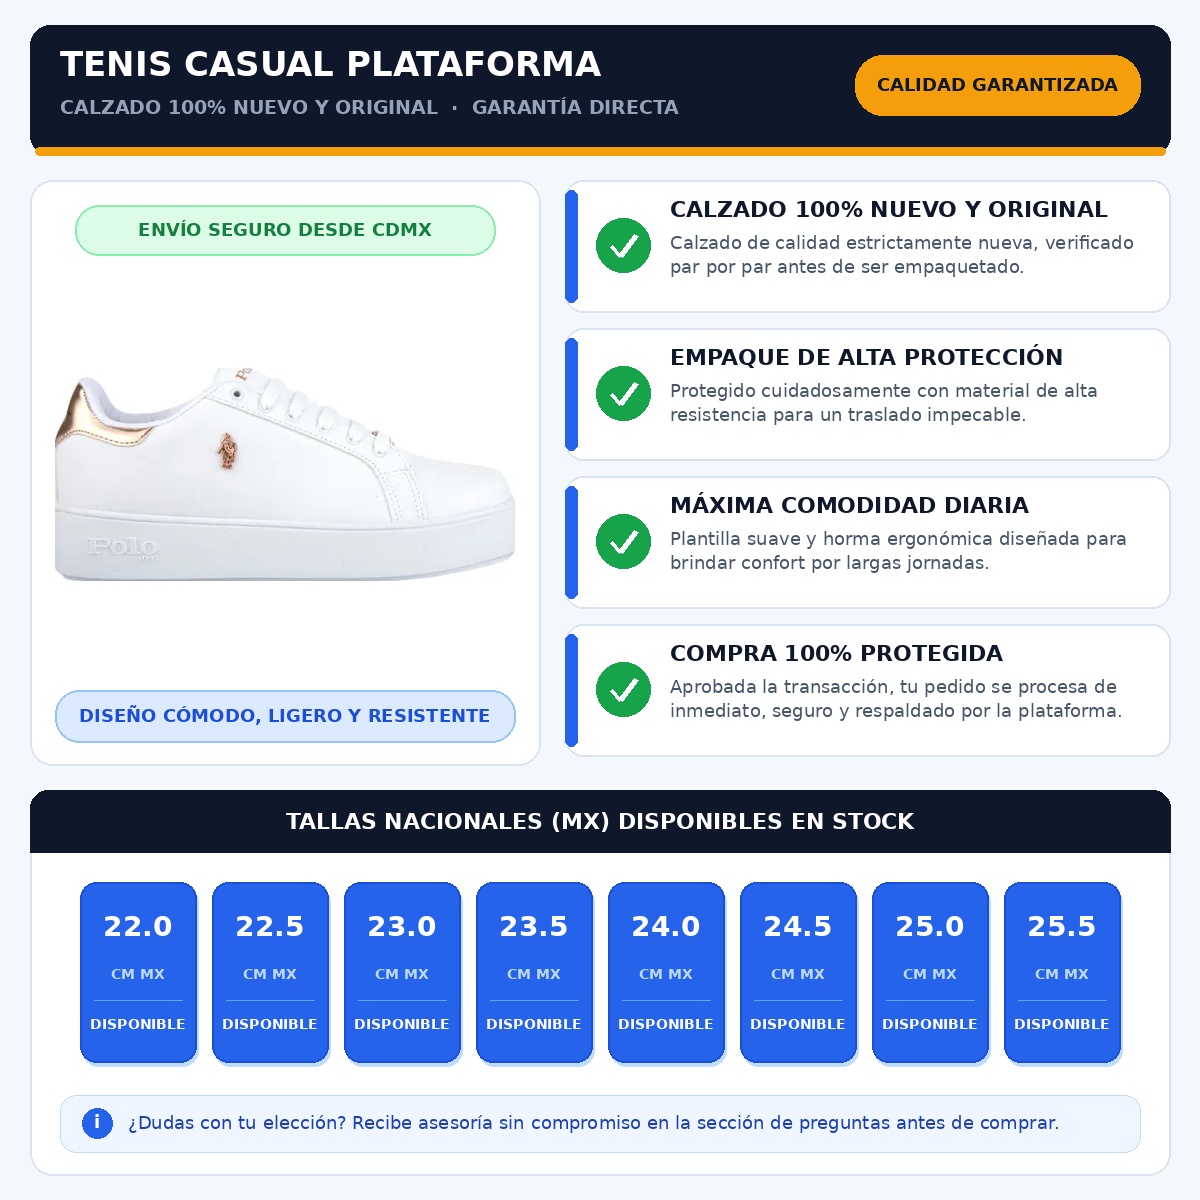 TENIS CASUAL PLATAFORMA
CALZADO 100% NUEVO Y ORIGINAL · GARANTÍA DIRECTA
CALIDAD GARANTIZADA
ENVÍO SEGURO DESDE CDMX
Polo
DISEÑO CÓMODO, LIGERO Y RESISTENTE
CALZADO 100% NUEVO Y ORIGINAL
Calzado de calidad estrictamente nueva, verificado
par por par antes de ser empaquetado.
EMPAQUE DE ALTA PROTECCIÓN
Protegido cuidadosamente con material de alta
resistencia para un traslado impecable.
MÁXIMA COMODIDAD DIARIA
Plantilla suave y horma ergonómica diseñada para
brindar confort por largas jornadas.
COMPRA 100% PROTEGIDA
Aprobada la transacción, tu pedido se procesa de
inmediato, seguro y respaldado por la plataforma.
TALLAS NACIONALES (MX) DISPONIBLES EN STOCK
22.0 22.5 23.0 23.5 24.0 24.5 25.0 25.5
CM MX CM MX CM MX CM MX CM MX CM MX CM MX CM MX
DISPONIBLE DISPONIBLE DISPONIBLE DISPONIBLE DISPONIBLE DISPONIBLE DISPONIBLE DISPONIBLE
i ¿Dudas con tu elección? Recibe asesoría sin compromiso en la sección de preguntas antes de comprar.